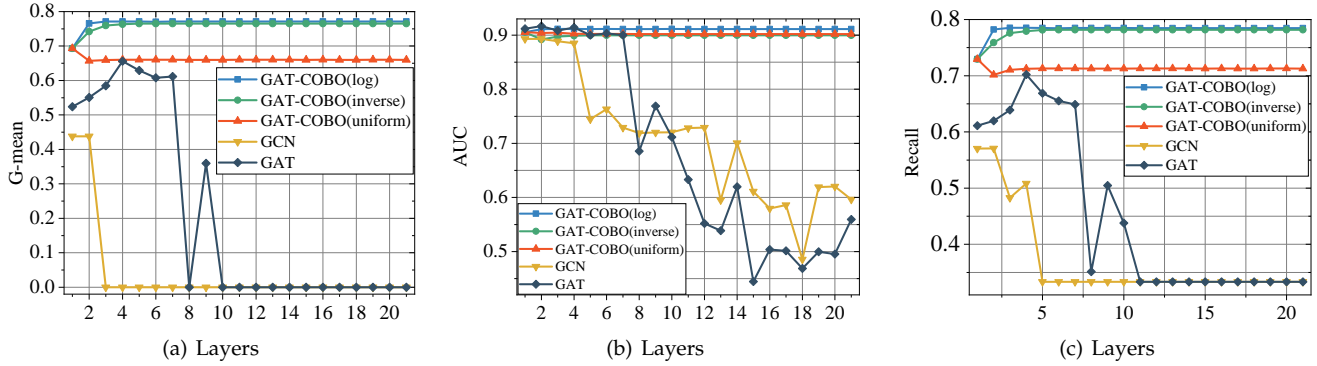 G-mean
0.8
0.7
0.6
0.5
0.4
0.3
0.2
0.1
0.0
GAT-COBO(log)
GAT-COBO(inverse)
GAT-COBO(uniform)
GCN
GAT
2 4 6 8 10 12 14 16 18 20
(a) Layers
AUC
0.9
0.8
0.7
0.6
0.5
GAT-COBO(log)
GAT-COBO(inverse)
GAT-COBO(uniform)
GCN
GAT
2 4 6 8 10 12 14 16 18 20
(b) Layers
Recall
0.8
0.7
0.6
0.5
0.4
GAT-COBO(log)
GAT-COBO(inverse)
GAT-COBO(uniform)
GCN
GAT
5 10 15 20
(c) Layers